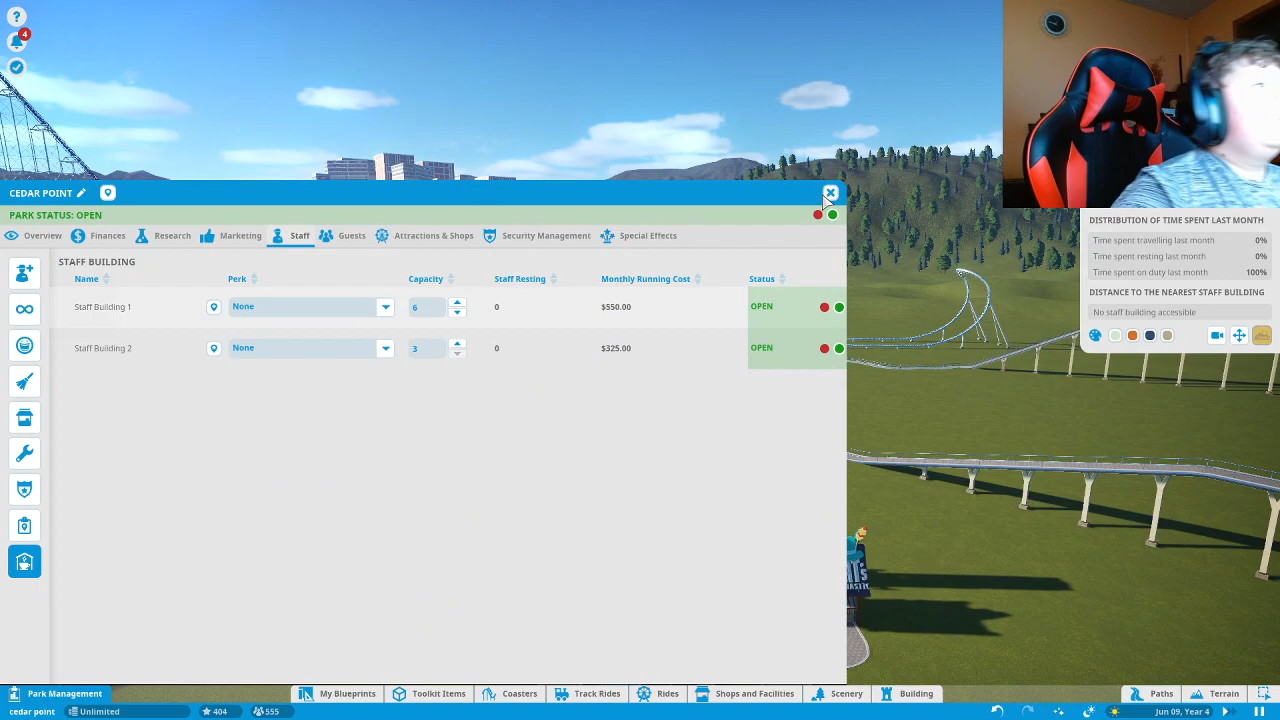 ?
4
CEDAR POINT
PARK STATUS: OPEN
Overview Finances Research Marketing Staff Guests Attractions & Shops Security Management Special Effects
STAFF BUILDING
Name Perk Capacity Staff Resting Monthly Running Cost Status
Staff Building 1 None 6 0 $550.00 OPEN
Staff Building 2 None 3 0 $325.00 OPEN
DISTRIBUTION OF TIME SPENT LAST MONTH
Time spent travelling last month 0%
Time spent resting last month 0%
Time spent on duty last month 100%
DISTANCE TO THE NEAREST STAFF BUILDING
No staff building accessible
Park Management My Blueprints Toolkit Items Coasters Track Rides Rides Shops and Facilities Scenery Building Paths Terrain
cedar point Unlimited 404 555 Jun 09, Year 4